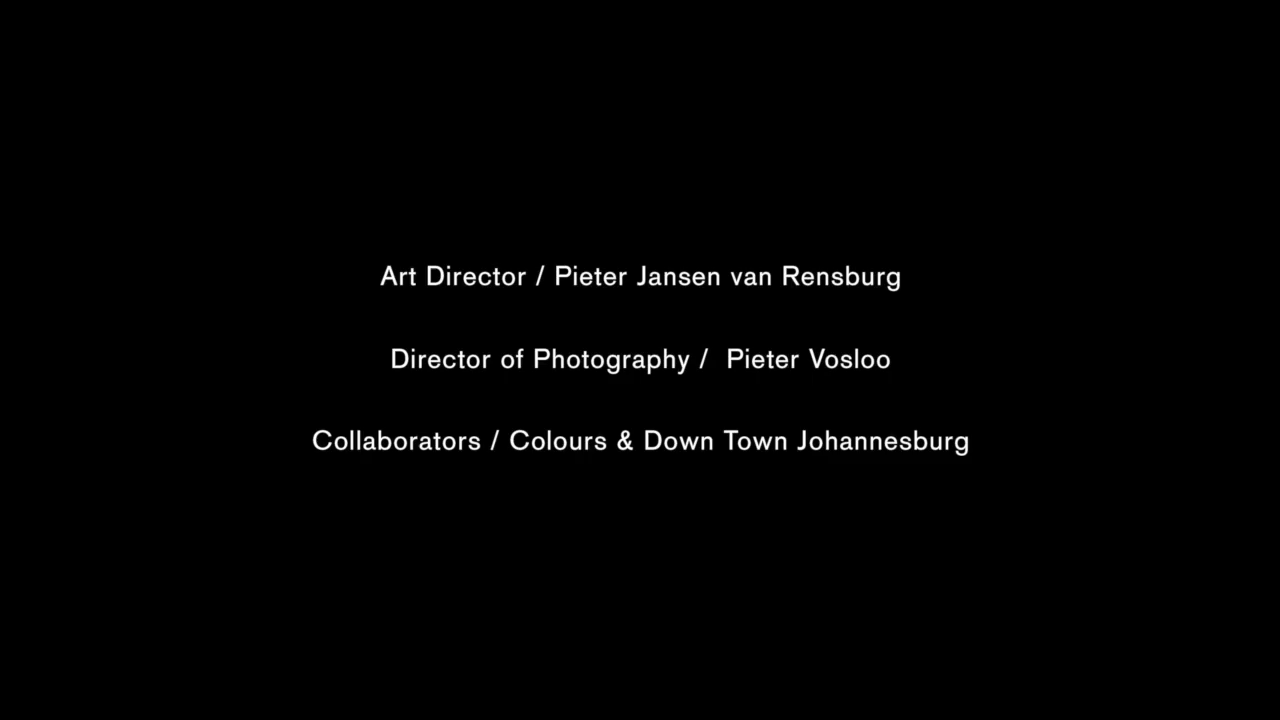 Art Director / Pieter Jansen van Rensburg
Director of Photography /  Pieter Vosloo
Collaborators / Colours & Down Town Johannesburg